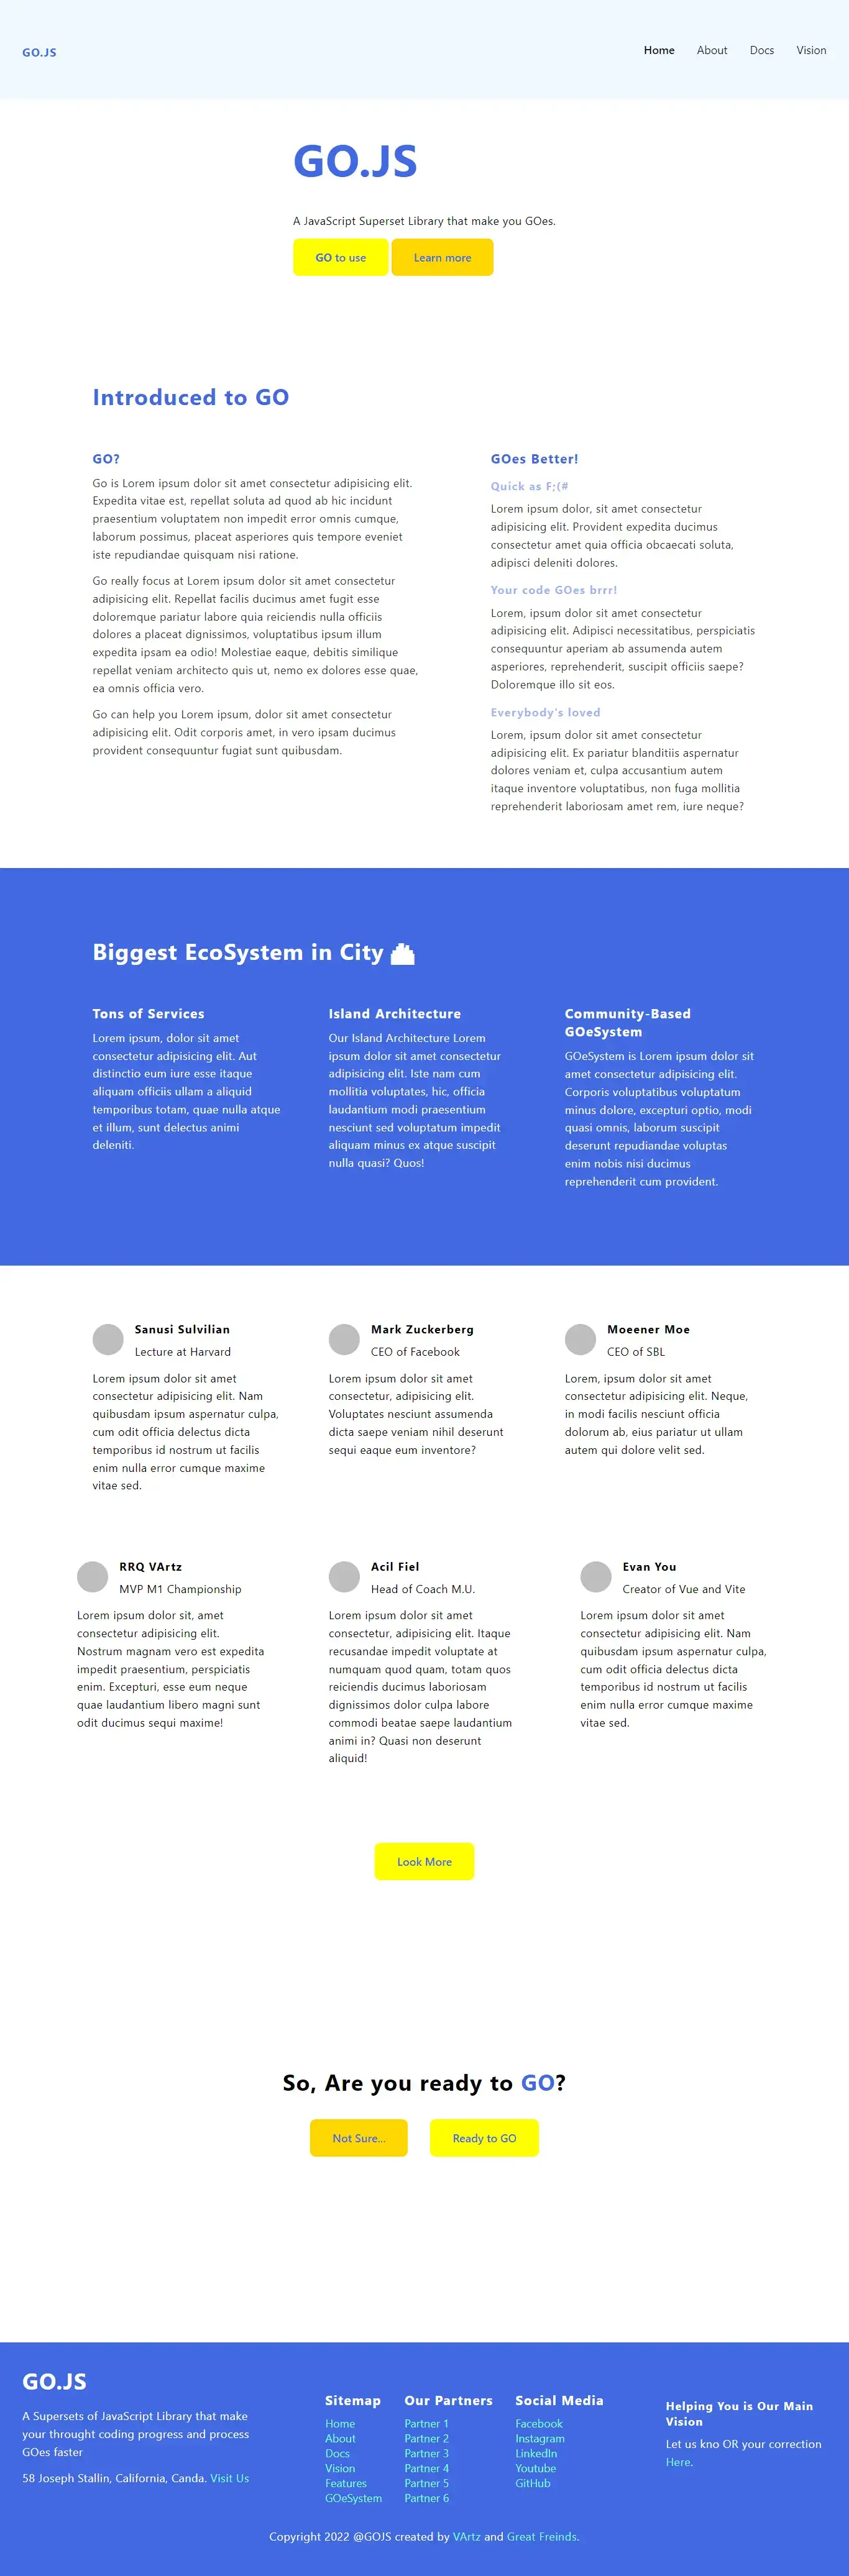 GO.JS
Home About Docs Vision
GO.JS
A JavaScript Superset Library that make you GOes.
GO to use Learn more
Introduced to GO
GO?
Go is Lorem ipsum dolor sit amet consectetur adipisicing elit.
Expedita vitae est, repellat soluta ad quod ab hic incidunt
praesentium voluptatem non impedit error omnis cumque,
laborum possimus, placeat asperiores quis tempore eveniet
iste repudiandae quisquam nisi ratione.
Go really focus at Lorem ipsum dolor sit amet consectetur
adipisicing elit. Repellat facilis ducimus amet fugit esse
doloremque pariatur labore quia reiciendis nulla officiis
dolores a placeat dignissimos, voluptatibus ipsum illum
expedita ipsam ea odio! Molestiae eaque, debitis similique
repellat veniam architecto quis ut, nemo ex dolores esse quae,
ea omnis officia vero.
Go can help you Lorem ipsum, dolor sit amet consectetur
adipisicing elit. Odit corporis amet, in vero ipsam ducimus
provident consequuntur fugiat sunt quibusdam.
GOes Better!
Quick as F;(#
Lorem ipsum dolor, sit amet consectetur
adipisicing elit. Provident expedita ducimus
consectetur amet quia officia obcaecati soluta,
adipisci deleniti dolores.
Your code GOes brrr!
Lorem, ipsum dolor sit amet consectetur
adipisicing elit. Adipisci necessitatibus, perspiciatis
consequuntur aperiam ab assumenda autem
asperiores, reprehenderit, suscipit officiis saepe?
Doloremque illo sit eos.
Everybody's loved
Lorem, ipsum dolor sit amet consectetur
adipisicing elit. Ex pariatur blanditiis aspernatur
dolores veniam et, culpa accusantium autem
itaque inventore voluptatibus, non fuga mollitia
reprehenderit laboriosam amet rem, iure neque?
Biggest EcoSystem in City
Tons of Services
Lorem ipsum, dolor sit amet
consectetur adipisicing elit. Aut
distinctio eum iure esse itaque
aliquam officiis ullam a aliquid
temporibus totam, quae nulla atque
et illum, sunt delectus animi
deleniti.
Island Architecture
Our Island Architecture Lorem
ipsum dolor sit amet consectetur
adipisicing elit. Iste nam cum
mollitia voluptates, hic, officia
laudantium modi praesentium
nesciunt sed voluptatum impedit
aliquam minus ex atque suscipit
nulla quasi? Quos!
Community-Based
GOeSystem
GOeSystem is Lorem ipsum dolor sit
amet consectetur adipisicing elit.
Corporis voluptatibus voluptatum
minus dolore, excepturi optio, modi
quasi omnis, laborum suscipit
deserunt repudiandae voluptas
enim nobis nisi ducimus
reprehenderit cum provident.
Sanusi Sulvilian
Lecture at Harvard
Lorem ipsum dolor sit amet
consectetur adipisicing elit. Nam
quibusdam ipsum aspernatur culpa,
cum odit officia delectus dicta
temporibus id nostrum ut facilis
enim nulla error cumque maxime
vitae sed.
Mark Zuckerberg
CEO of Facebook
Lorem ipsum dolor sit amet
consectetur, adipisicing elit.
Voluptates nesciunt assumenda
dicta saepe veniam nihil deserunt
sequi eaque eum inventore?
Moeener Moe
CEO of SBL
Lorem, ipsum dolor sit amet
consectetur adipisicing elit. Neque,
in modi facilis nesciunt officia
dolorum ab, eius pariatur ut ullam
autem qui dolore velit sed.
RRQ VArtz
MVP M1 Championship
Lorem ipsum dolor sit, amet
consectetur adipisicing elit.
Nostrum magnam vero est expedita
impedit praesentium, perspiciatis
enim. Excepturi, esse eum neque
quae laudantium libero magni sunt
odit ducimus sequi maxime!
Acil Fiel
Head of Coach M.U.
Lorem ipsum dolor sit amet
consectetur, adipisicing elit. Itaque
recusandae impedit voluptate at
numquam quod quam, totam quos
reiciendis ducimus laboriosam
dignissimos dolor culpa labore
commodi beatae saepe laudantium
animi in? Quasi non deserunt
aliquid!
Evan You
Creator of Vue and Vite
Lorem ipsum dolor sit amet
consectetur adipisicing elit. Nam
quibusdam ipsum aspernatur culpa,
cum odit officia delectus dicta
temporibus id nostrum ut facilis
enim nulla error cumque maxime
vitae sed.
Look More
So, Are you ready to GO?
Not Sure... Ready to GO
GO.JS
A Supersets of JavaScript Library that make
your throught coding progress and process
GOes faster
58 Joseph Stallin, California, Canda. Visit Us
Sitemap
Home
About
Docs
Vision
Features
GOeSystem
Our Partners
Partner 1
Partner 2
Partner 3
Partner 4
Partner 5
Partner 6
Social Media
Facebook
Instagram
LinkedIn
Youtube
GitHub
Helping You is Our Main
Vision
Let us kno OR your correction
Here.
Copyright 2022 @GOJS created by VArtz and Great Freinds.